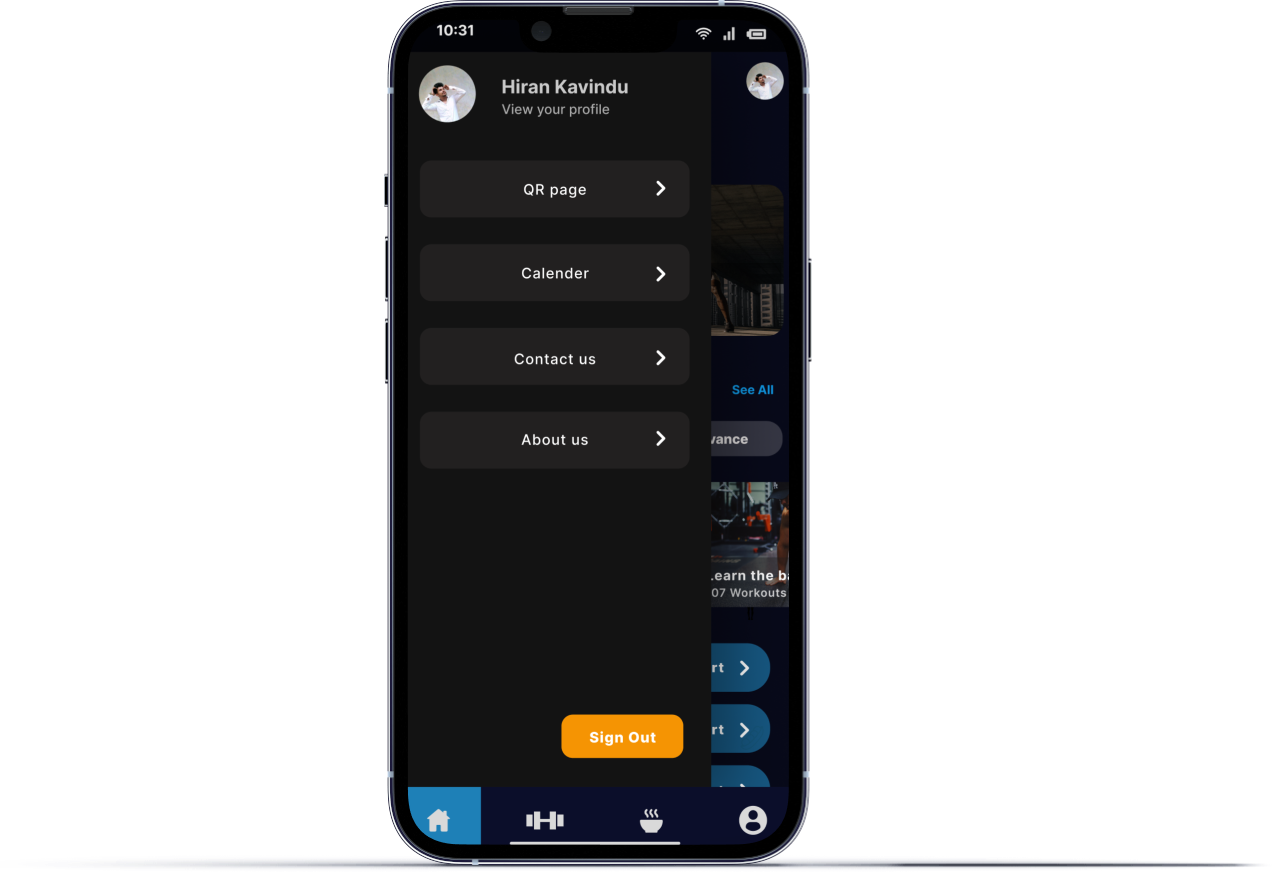 10:31
Hiran Kavindu
View your profile
QR page
Calender
Contact us
See All
About us
vance
earn the ba
07 Workouts
rt
rt
Sign Out